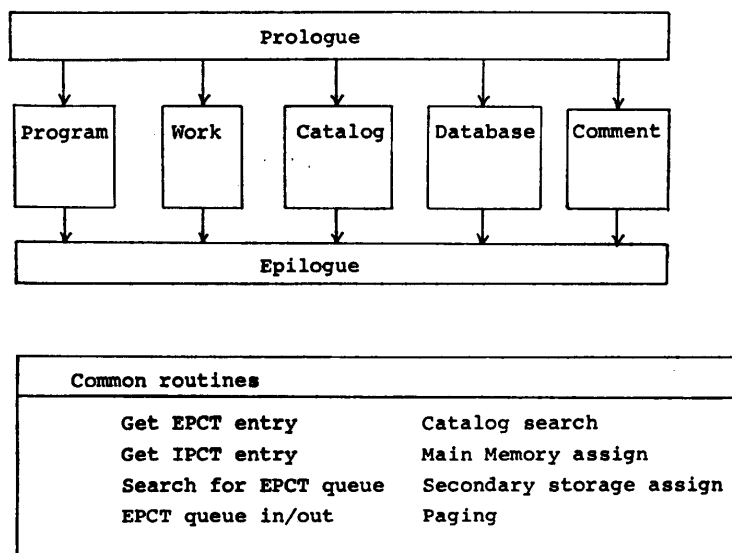 Prologue
Program Work Catalog Database Comment
Epilogue
Common routines
Get EPCT entry Catalog search
Get IPCT entry Main Memory assign
Search for EPCT queue Secondary storage assign
EPCT queue in/out Paging